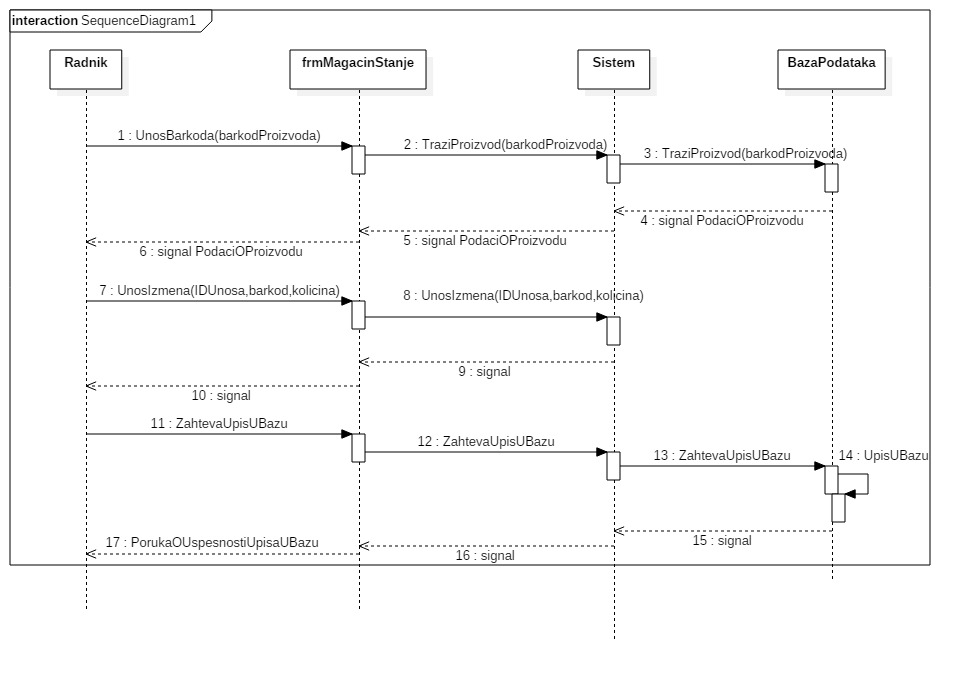 interaction SequenceDiagram1
Radnik
frmMagacinStanje
Sistem
BazaPodataka
1 : UnosBarkoda(barkodProizvoda)
2 : TraziProizvod(barkodProizvoda)
3 : TraziProizvod(barkodProizvoda)
4 : signal PodaciOProizvodu
5 : signal PodaciOProizvodu
6 : signal PodaciOProizvodu
7 : UnosIzmena(IDUnosa,barkod,kolicina)
8 : UnosIzmena(IDUnosa,barkod,kolicina)
9 : signal
10 : signal
11 : ZahtevaUpisUBazu
12 : ZahtevaUpisUBazu
13 : ZahtevaUpisUBazu
14 : UpisUBazu
15 : signal
16 : signal
17 : PorukaOUspesnostiUpisaUBazu